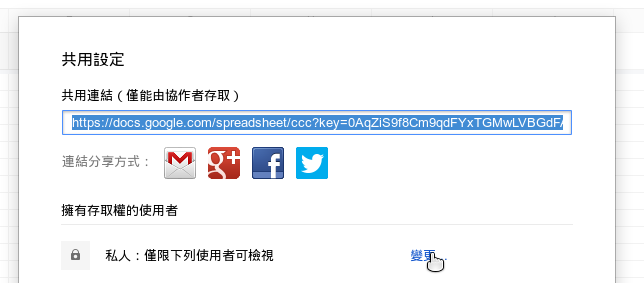 共用設定
共用連結（僅能由協作者存取）
https://docs.google.com/spreadsheet/ccc?key=0AqZiS9f8Cm9qdFYxTGMwLVBGdFA
連結分享方式：
擁有存取權的使用者
私人：僅限下列使用者可檢視
變更...